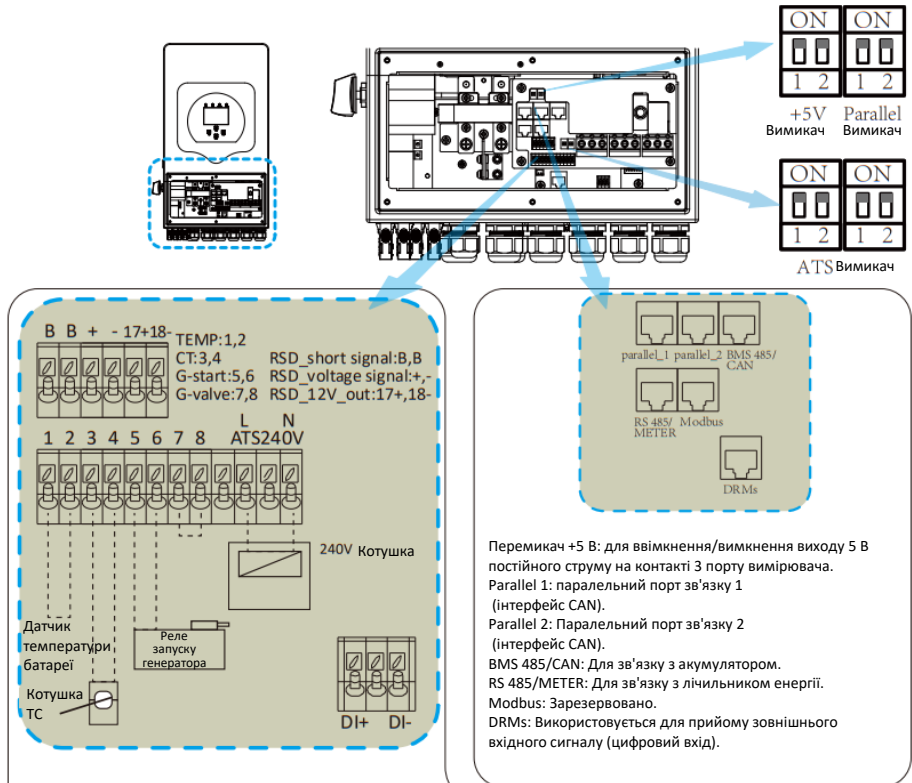 ON ON
1 2 1 2
+5V Parallel
Вимикач Вимикач
ON ON
1 2 1 2
ATS Вимикач
B B + - 17+18-
TEMP:1,2
CT:3,4 RSD_short signal:B,B
G-start:5,6 RSD_voltage signal:+,-
G-valve:7,8 RSD_12V_out:17+,18-
L N
1 2 3 4 5 6 7 8 ATS240V
240V Котушка
Датчик
температури
батареї
Реле
запуску
генератора
Котушка
ТС
DI+ DI-
parallel_1 parallel_2 BMS 485/
CAN
RS 485/ Modbus
METER
DRMs
Перемикач +5 В: для ввімкнення/вимкнення виходу 5 В
постійного струму на контакті 3 порту вимірювача.
Parallel 1: паралельний порт зв'язку 1
(інтерфейс CAN).
Parallel 2: Паралельний порт зв'язку 2
(інтерфейс CAN).
BMS 485/CAN: Для зв'язку з акумулятором.
RS 485/METER: Для зв'язку з лічильником енергії.
Modbus: Зарезервовано.
DRMs: Використовується для прийому зовнішнього
вхідного сигналу (цифровий вхід).